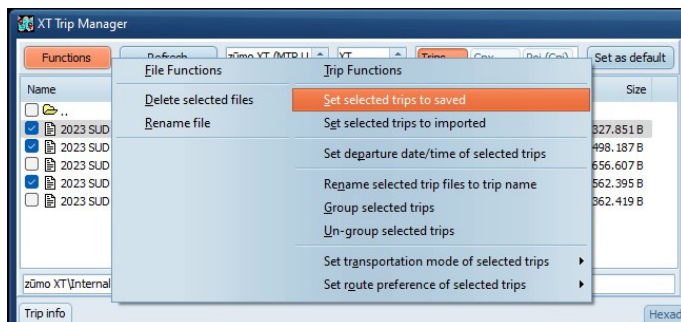 XT Trip Manager
Functions
Set as default
File Functions
Trip Functions
Name
Size
Delete selected files
Set selected trips to saved
..
Rename file
Set selected trips to imported
2023 SUD
327.851 B
2023 SUD
498.187 B
Set departure date/time of selected trips
2023 SUD
656.607 B
2023 SUD
562.395 B
Rename selected trip files to trip name
2023 SUD
362.419 B
Group selected trips
Un-group selected trips
Set transportation mode of selected trips
zūmo XT\Internal
Set route preference of selected trips
Trip info
Hexad